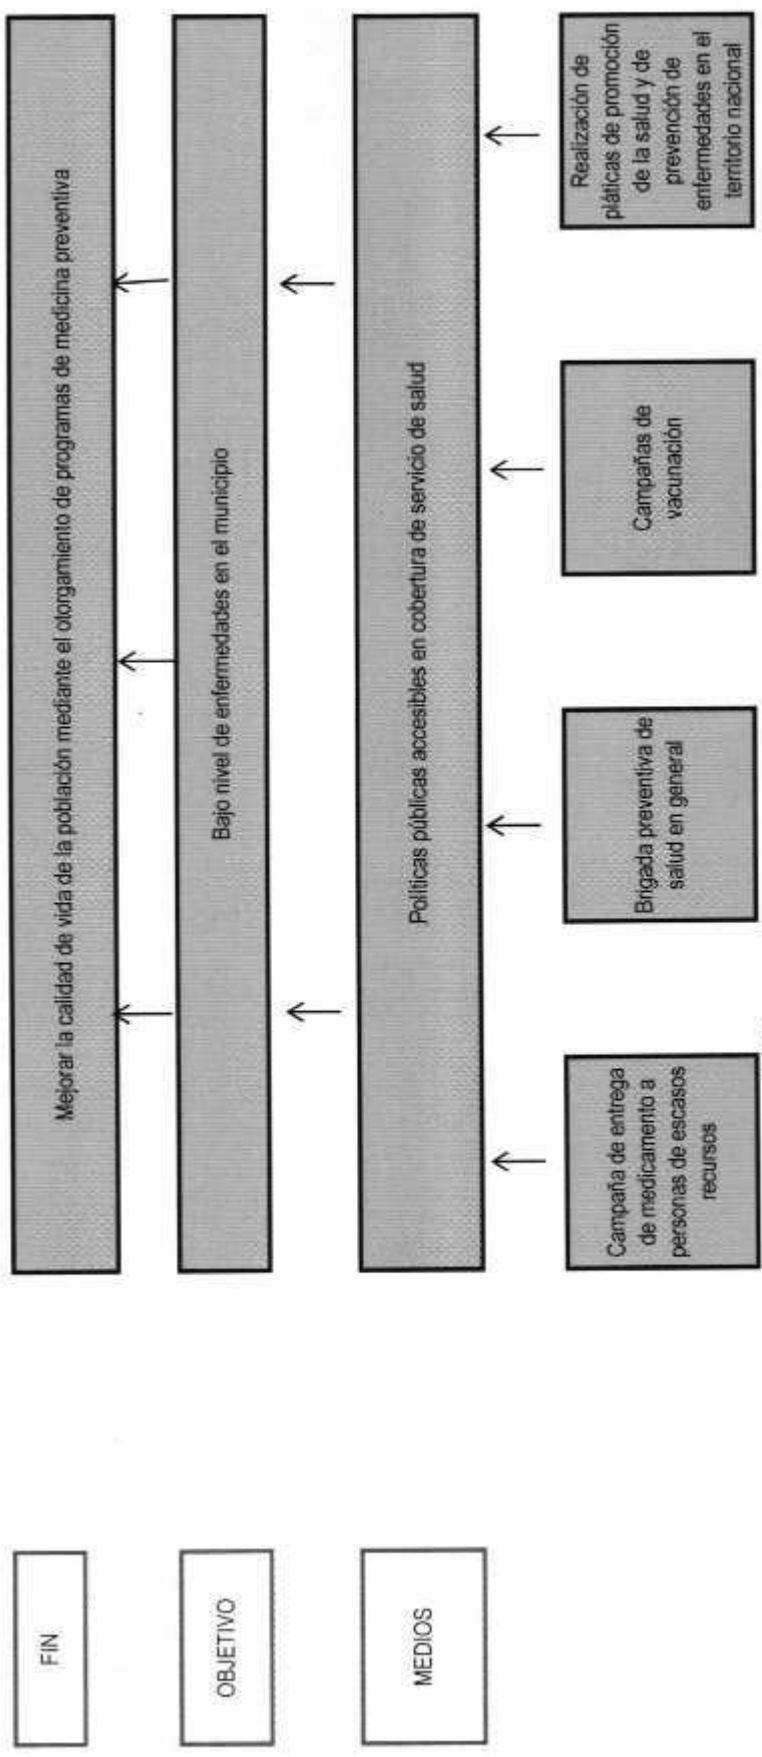 FIN
Mejorar la calidad de vida de la población mediante el otorgamiento de programas de medicina preventiva
OBJETIVO
Bajo nivel de enfermedades en el municipio
MEDIOS
Políticas públicas accesibles en cobertura de servicio de salud
Campaña de entrega
de medicamento a
personas de escasos
recursos
Brigada preventiva de
salud en general
Campañas de
vacunación
Realización de
pláticas de promoción
de la salud y de
prevención de
enfermedades en el
territorio nacional